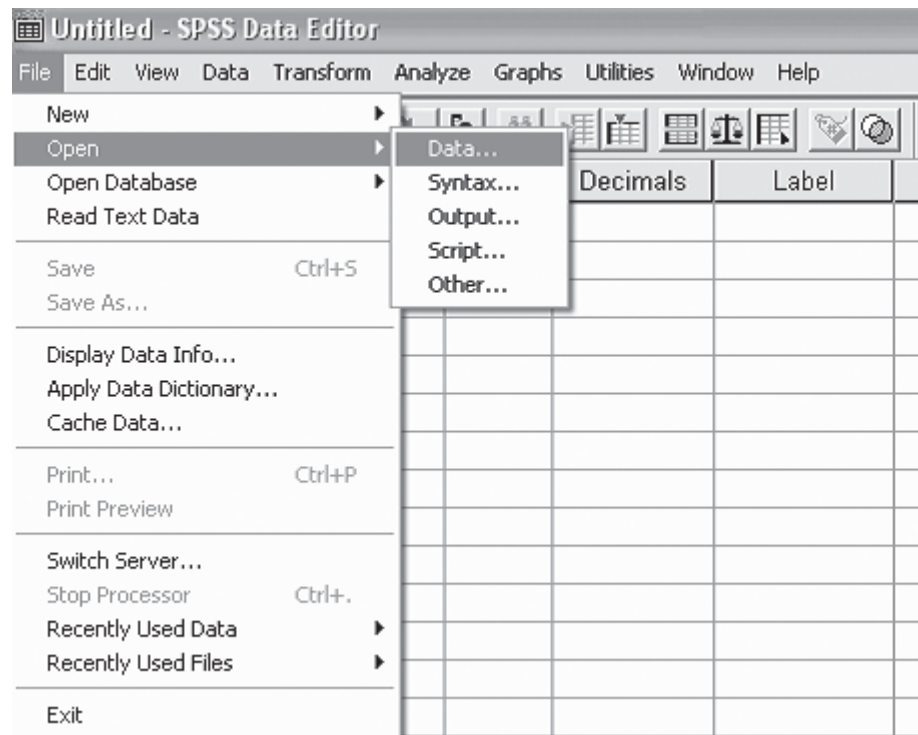 Untitled - SPSS Data Editor
File Edit View Data Transform Analyze Graphs Utilities Window Help
New
Open
Open Database
Read Text Data
Save Ctrl+S
Save As...
Display Data Info...
Apply Data Dictionary...
Cache Data...
Print... Ctrl+P
Print Preview
Switch Server...
Stop Processor Ctrl+.
Recently Used Data
Recently Used Files
Exit
Data...
Syntax...
Output...
Script...
Other...
Decimals Label